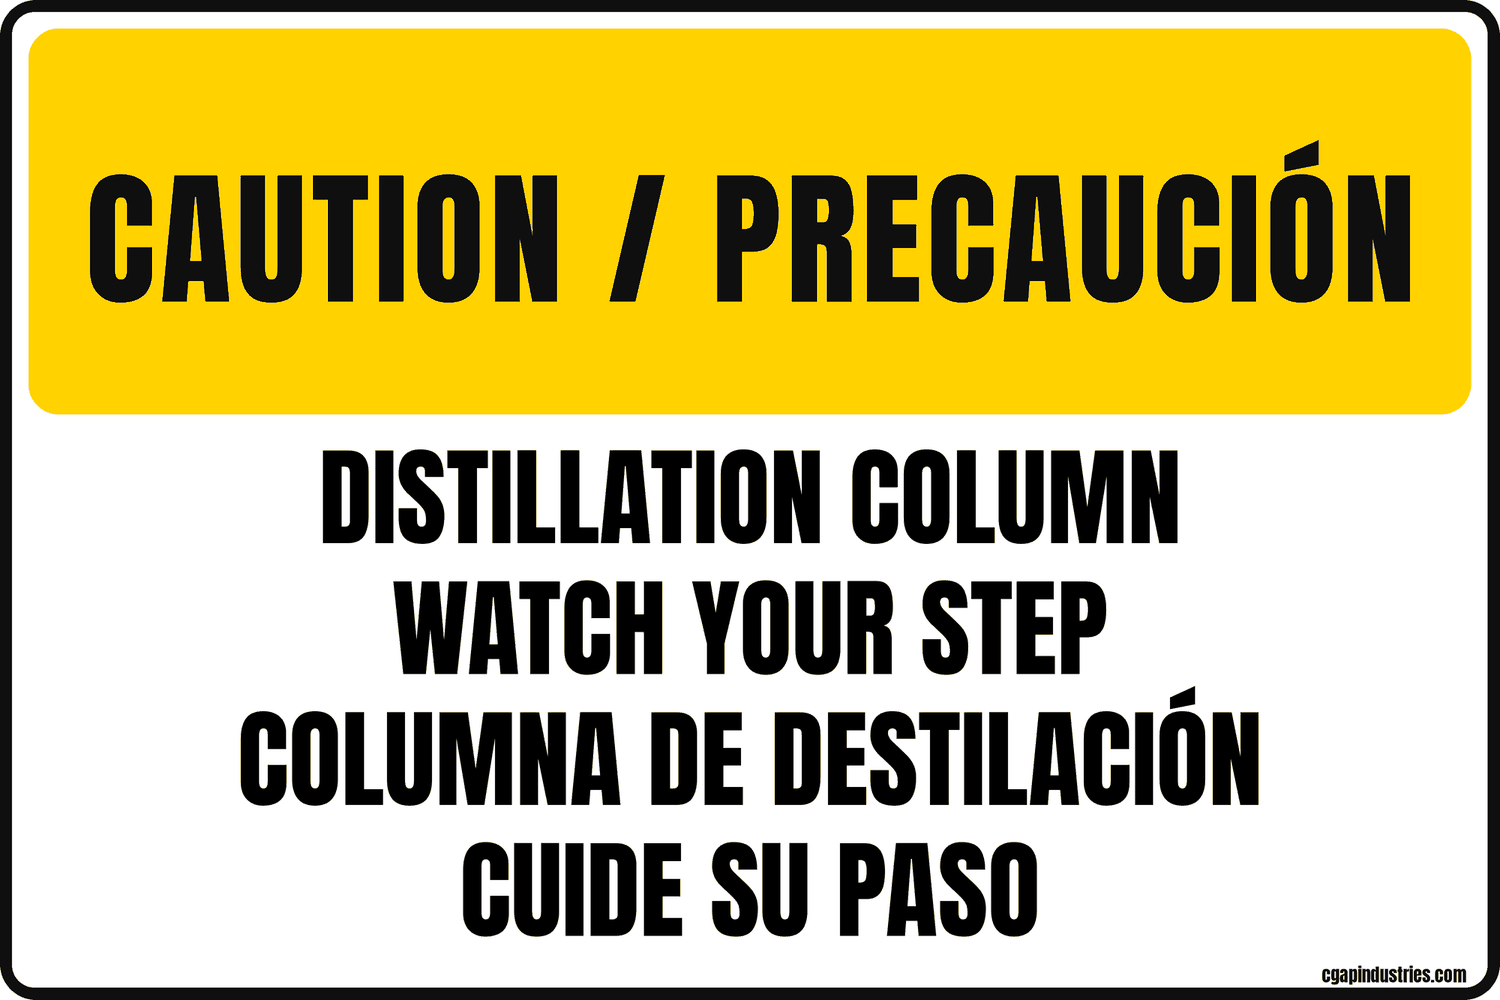 CAUTION / PRECAUCIÓN
DISTILLATION COLUMN
WATCH YOUR STEP
COLUMNA DE DESTILACIÓN
CUIDE SU PASO
cgapindustries.com